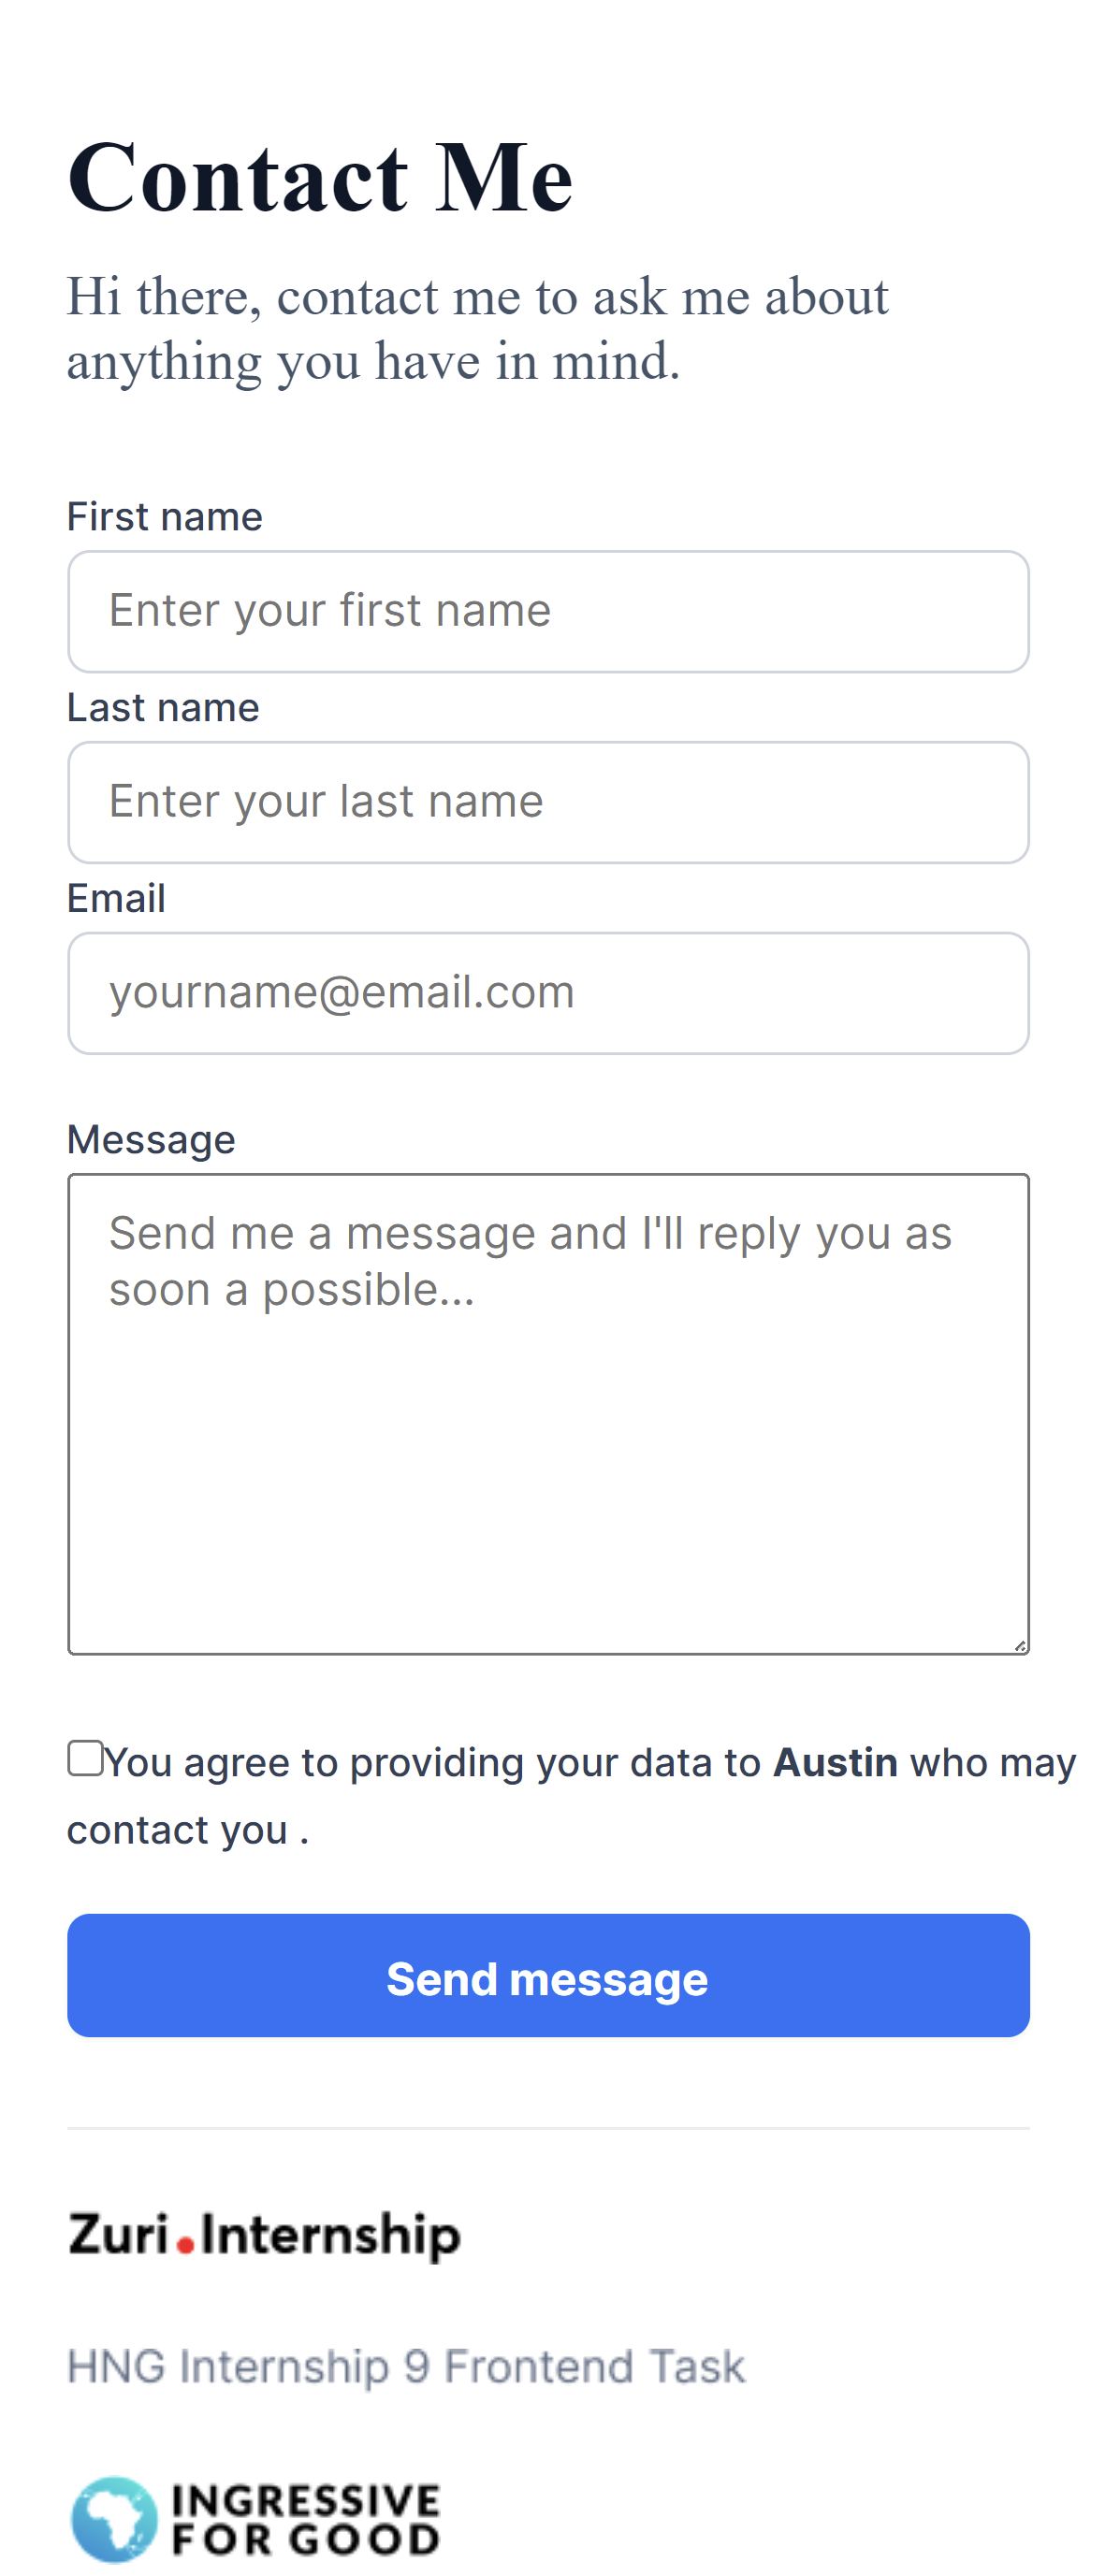 Contact Me
Hi there, contact me to ask me about
anything you have in mind.
First name
Enter your first name
Last name
Enter your last name
Email
yourname@email.com
Message
Send me a message and I'll reply you as
soon a possible...
You agree to providing your data to Austin who may
contact you .
Send message
Zuri.Internship
HNG Internship 9 Frontend Task
INGRESSIVE
FOR GOOD